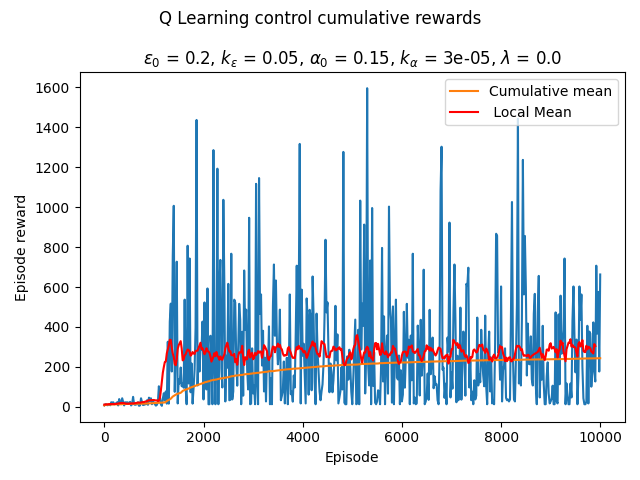 Q Learning control cumulative rewards
ε₀ = 0.2, kε = 0.05, α₀ = 0.15, kα = 3e-05, λ = 0.0
Cumulative mean
Local Mean
Episode reward
1600
1400
1200
1000
800
600
400
200
0
0 2000 4000 6000 8000 10000
Episode